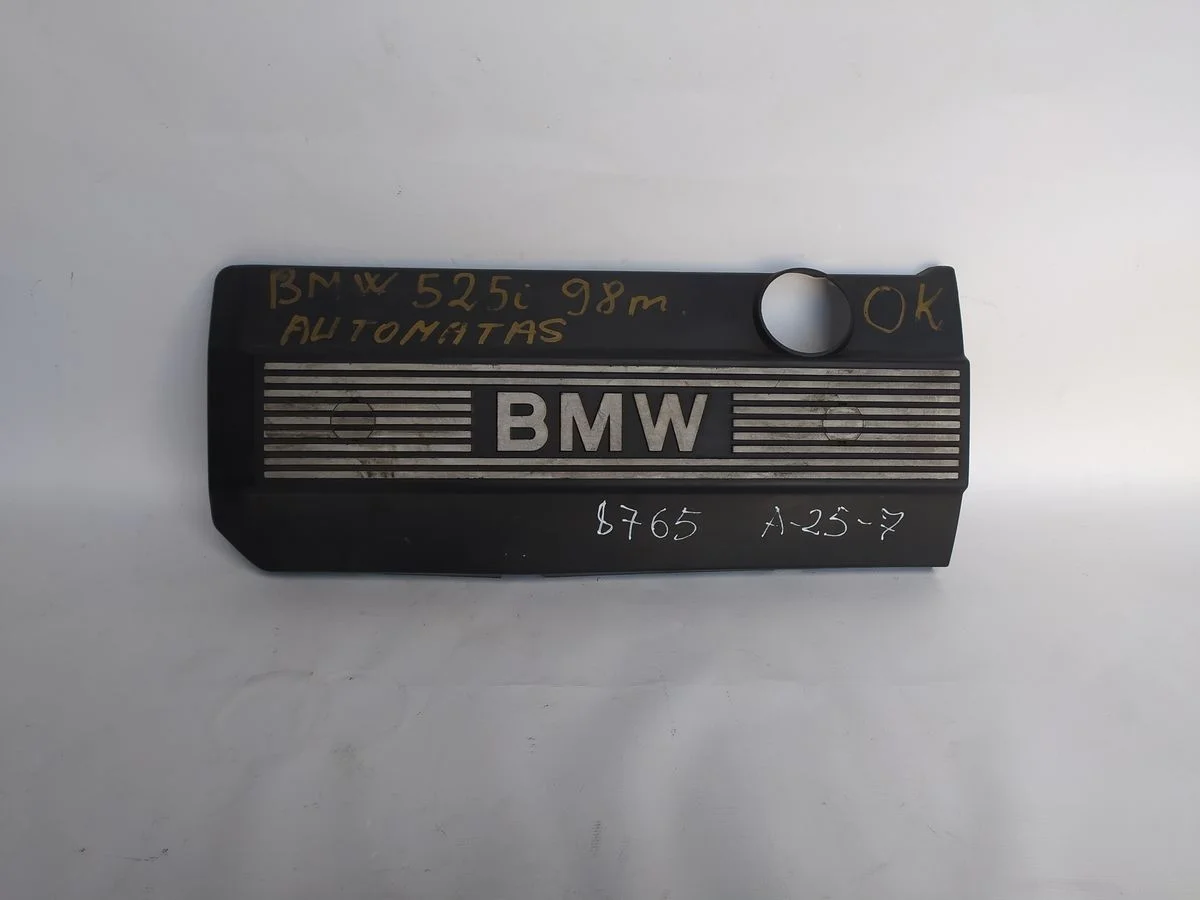 BMW 525i 98m. OK
AUTOMATAS
BMW
8765 A-25-7